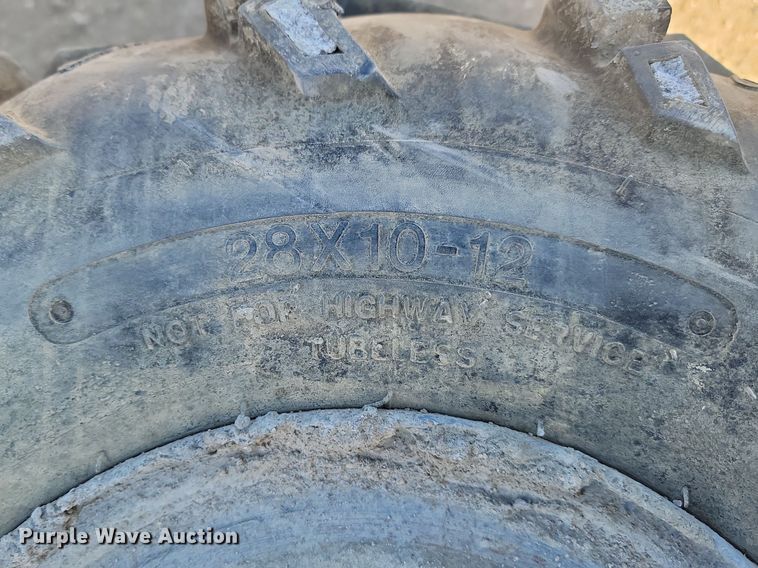 28X10-12
NOT FOR HIGHWAY SERVICE
TUBELESS
Purple Wave Auction